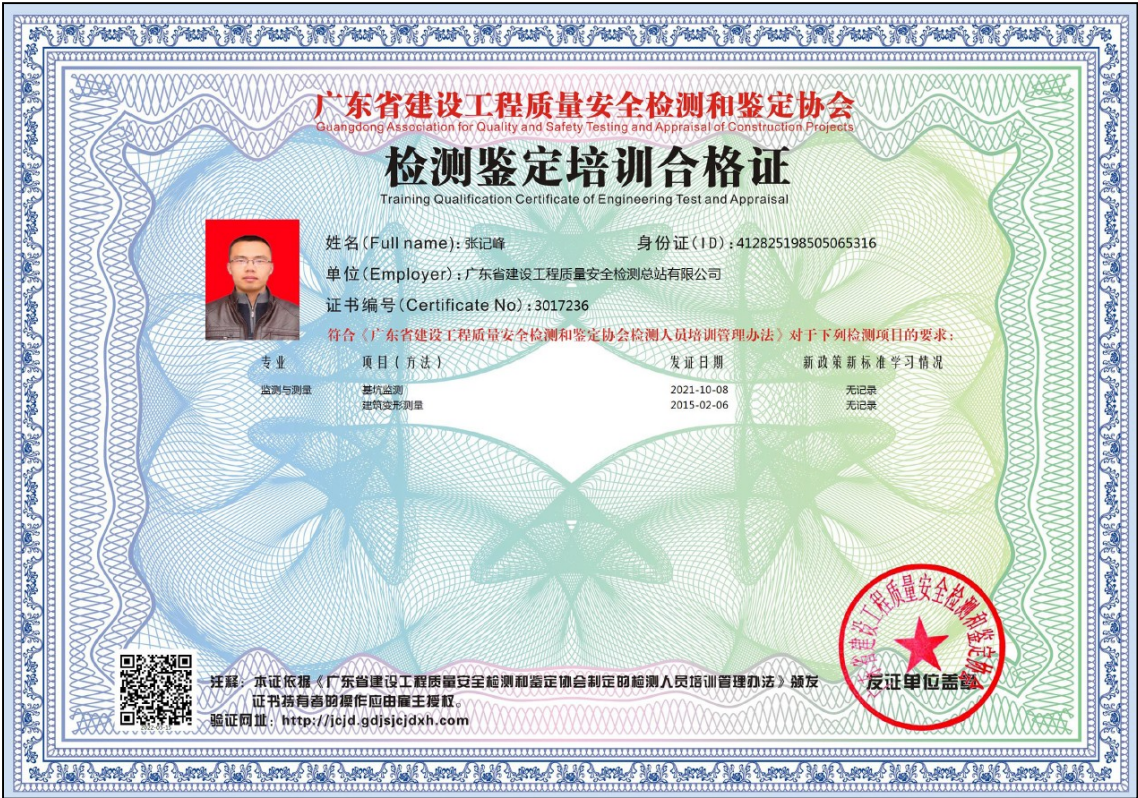 广东省建设工程质量安全检测和鉴定协会
Guangdong Association for Quality and Safety Testing and Appraisal of Construction Projects
检测鉴定培训合格证
Training Qualification Certificate of Engineering Test and Appraisal
姓名(Full name):张记峰 身份证(ID):412825198505065316
单位(Employer):广东省建设工程质量安全检测总站有限公司
证书编号(Certificate No):3017236
符合《广东省建设工程质量安全检测和鉴定协会检测人员培训管理办法》对于下列检测项目的要求:
专业 项目(方法) 发证日期 新政策新标准学习情况
监测与测量 基坑监测 2021-10-08 无记录
建筑变形测量 2015-02-06 无记录
广东省建设工程质量安全检测和鉴定协会
发证单位盖章
注释:本证依据《广东省建设工程质量安全检测和鉴定协会制定的检测人员培训管理办法》颁发
证书持有者的操作应由雇主授权。
验证网址:http://jcjd.gdjsjcjdxh.com